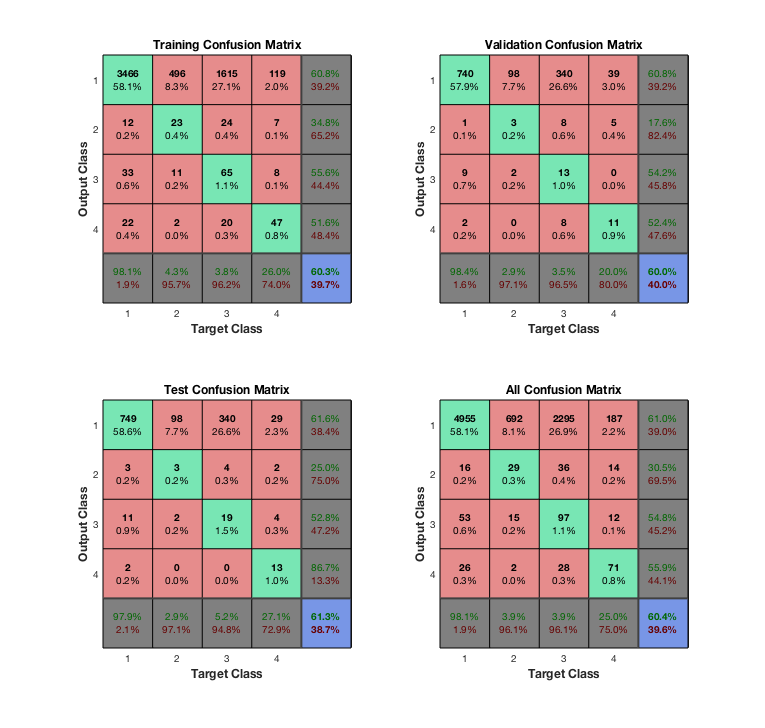 Training Confusion Matrix
1 3466 496 1615 119 60.8%
58.1% 8.3% 27.1% 2.0% 39.2%
2 12 23 24 7 34.8%
0.2% 0.4% 0.4% 0.1% 65.2%
3 33 11 65 8 55.6%
0.6% 0.2% 1.1% 0.1% 44.4%
4 22 2 20 47 51.6%
0.4% 0.0% 0.3% 0.8% 48.4%
98.1% 4.3% 3.8% 26.0% 60.3%
1.9% 95.7% 96.2% 74.0% 39.7%
1 2 3 4
Target Class
Output Class
Validation Confusion Matrix
1 740 98 340 39 60.8%
57.9% 7.7% 26.6% 3.0% 39.2%
2 1 3 8 5 17.6%
0.1% 0.2% 0.6% 0.4% 82.4%
3 9 2 13 0 54.2%
0.7% 0.2% 1.0% 0.0% 45.8%
4 2 0 8 11 52.4%
0.2% 0.0% 0.6% 0.9% 47.6%
98.4% 2.9% 3.5% 20.0% 60.0%
1.6% 97.1% 96.5% 80.0% 40.0%
1 2 3 4
Target Class
Output Class
Test Confusion Matrix
1 749 98 340 29 61.6%
58.6% 7.7% 26.6% 2.3% 38.4%
2 3 3 4 2 25.0%
0.2% 0.2% 0.3% 0.2% 75.0%
3 11 2 19 4 52.8%
0.9% 0.2% 1.5% 0.3% 47.2%
4 2 0 0 13 86.7%
0.2% 0.0% 0.0% 1.0% 13.3%
97.9% 2.9% 5.2% 27.1% 61.3%
2.1% 97.1% 94.8% 72.9% 38.7%
1 2 3 4
Target Class
Output Class
All Confusion Matrix
1 4955 692 2295 187 61.0%
58.1% 8.1% 26.9% 2.2% 39.0%
2 16 29 36 14 30.5%
0.2% 0.3% 0.4% 0.2% 69.5%
3 53 15 97 12 54.8%
0.6% 0.2% 1.1% 0.1% 45.2%
4 26 2 28 71 55.9%
0.3% 0.0% 0.3% 0.8% 44.1%
98.1% 3.9% 3.9% 25.0% 60.4%
1.9% 96.1% 96.1% 75.0% 39.6%
1 2 3 4
Target Class
Output Class